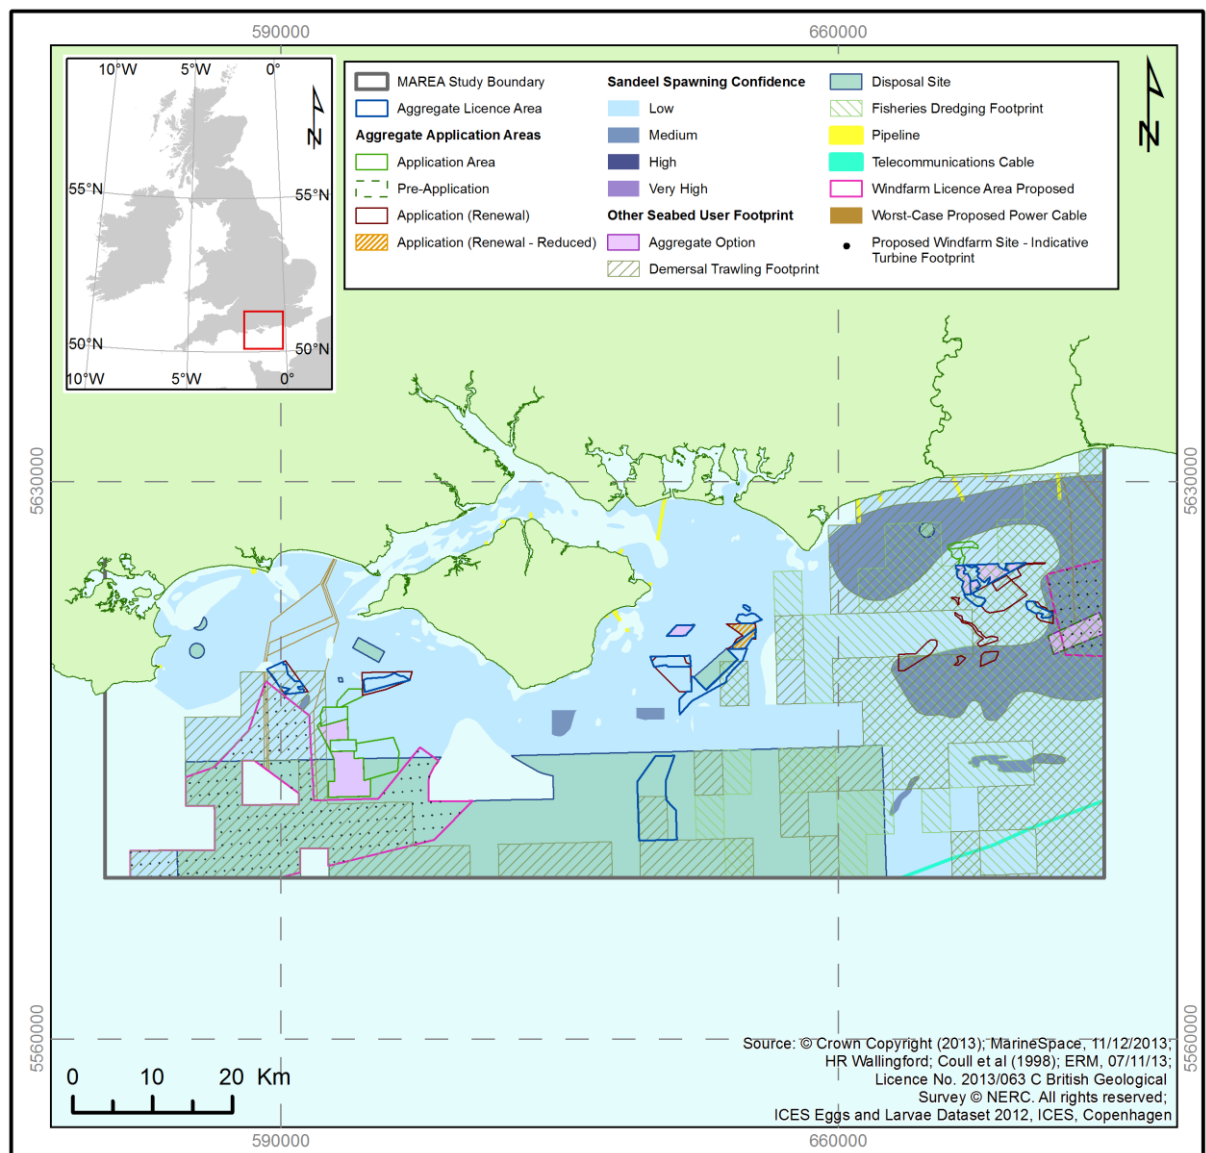 590000
660000
10°W
5°W
0°
N
55°N
55°N
50°N
50°N
10°W
5°W
0°
MAREA Study Boundary
Aggregate Licence Area
Aggregate Application Areas
Application Area
Pre-Application
Application (Renewal)
Application (Renewal - Reduced)
Sandeel Spawning Confidence
Low
Medium
High
Very High
Other Seabed User Footprint
Aggregate Option
Demersal Trawling Footprint
Disposal Site
Fisheries Dredging Footprint
Pipeline
Telecommunications Cable
Windfarm Licence Area Proposed
Worst-Case Proposed Power Cable
Proposed Windfarm Site - Indicative
Turbine Footprint
N
5630000
5630000
5560000
5560000
0
10
20 Km
Source: © Crown Copyright (2013); MarineSpace, 11/12/2013;
HR Wallingford; Coull et al (1998); ERM, 07/11/13;
Licence No. 2013/063 C British Geological
Survey © NERC. All rights reserved;
ICES Eggs and Larvae Dataset 2012, ICES, Copenhagen
590000
660000